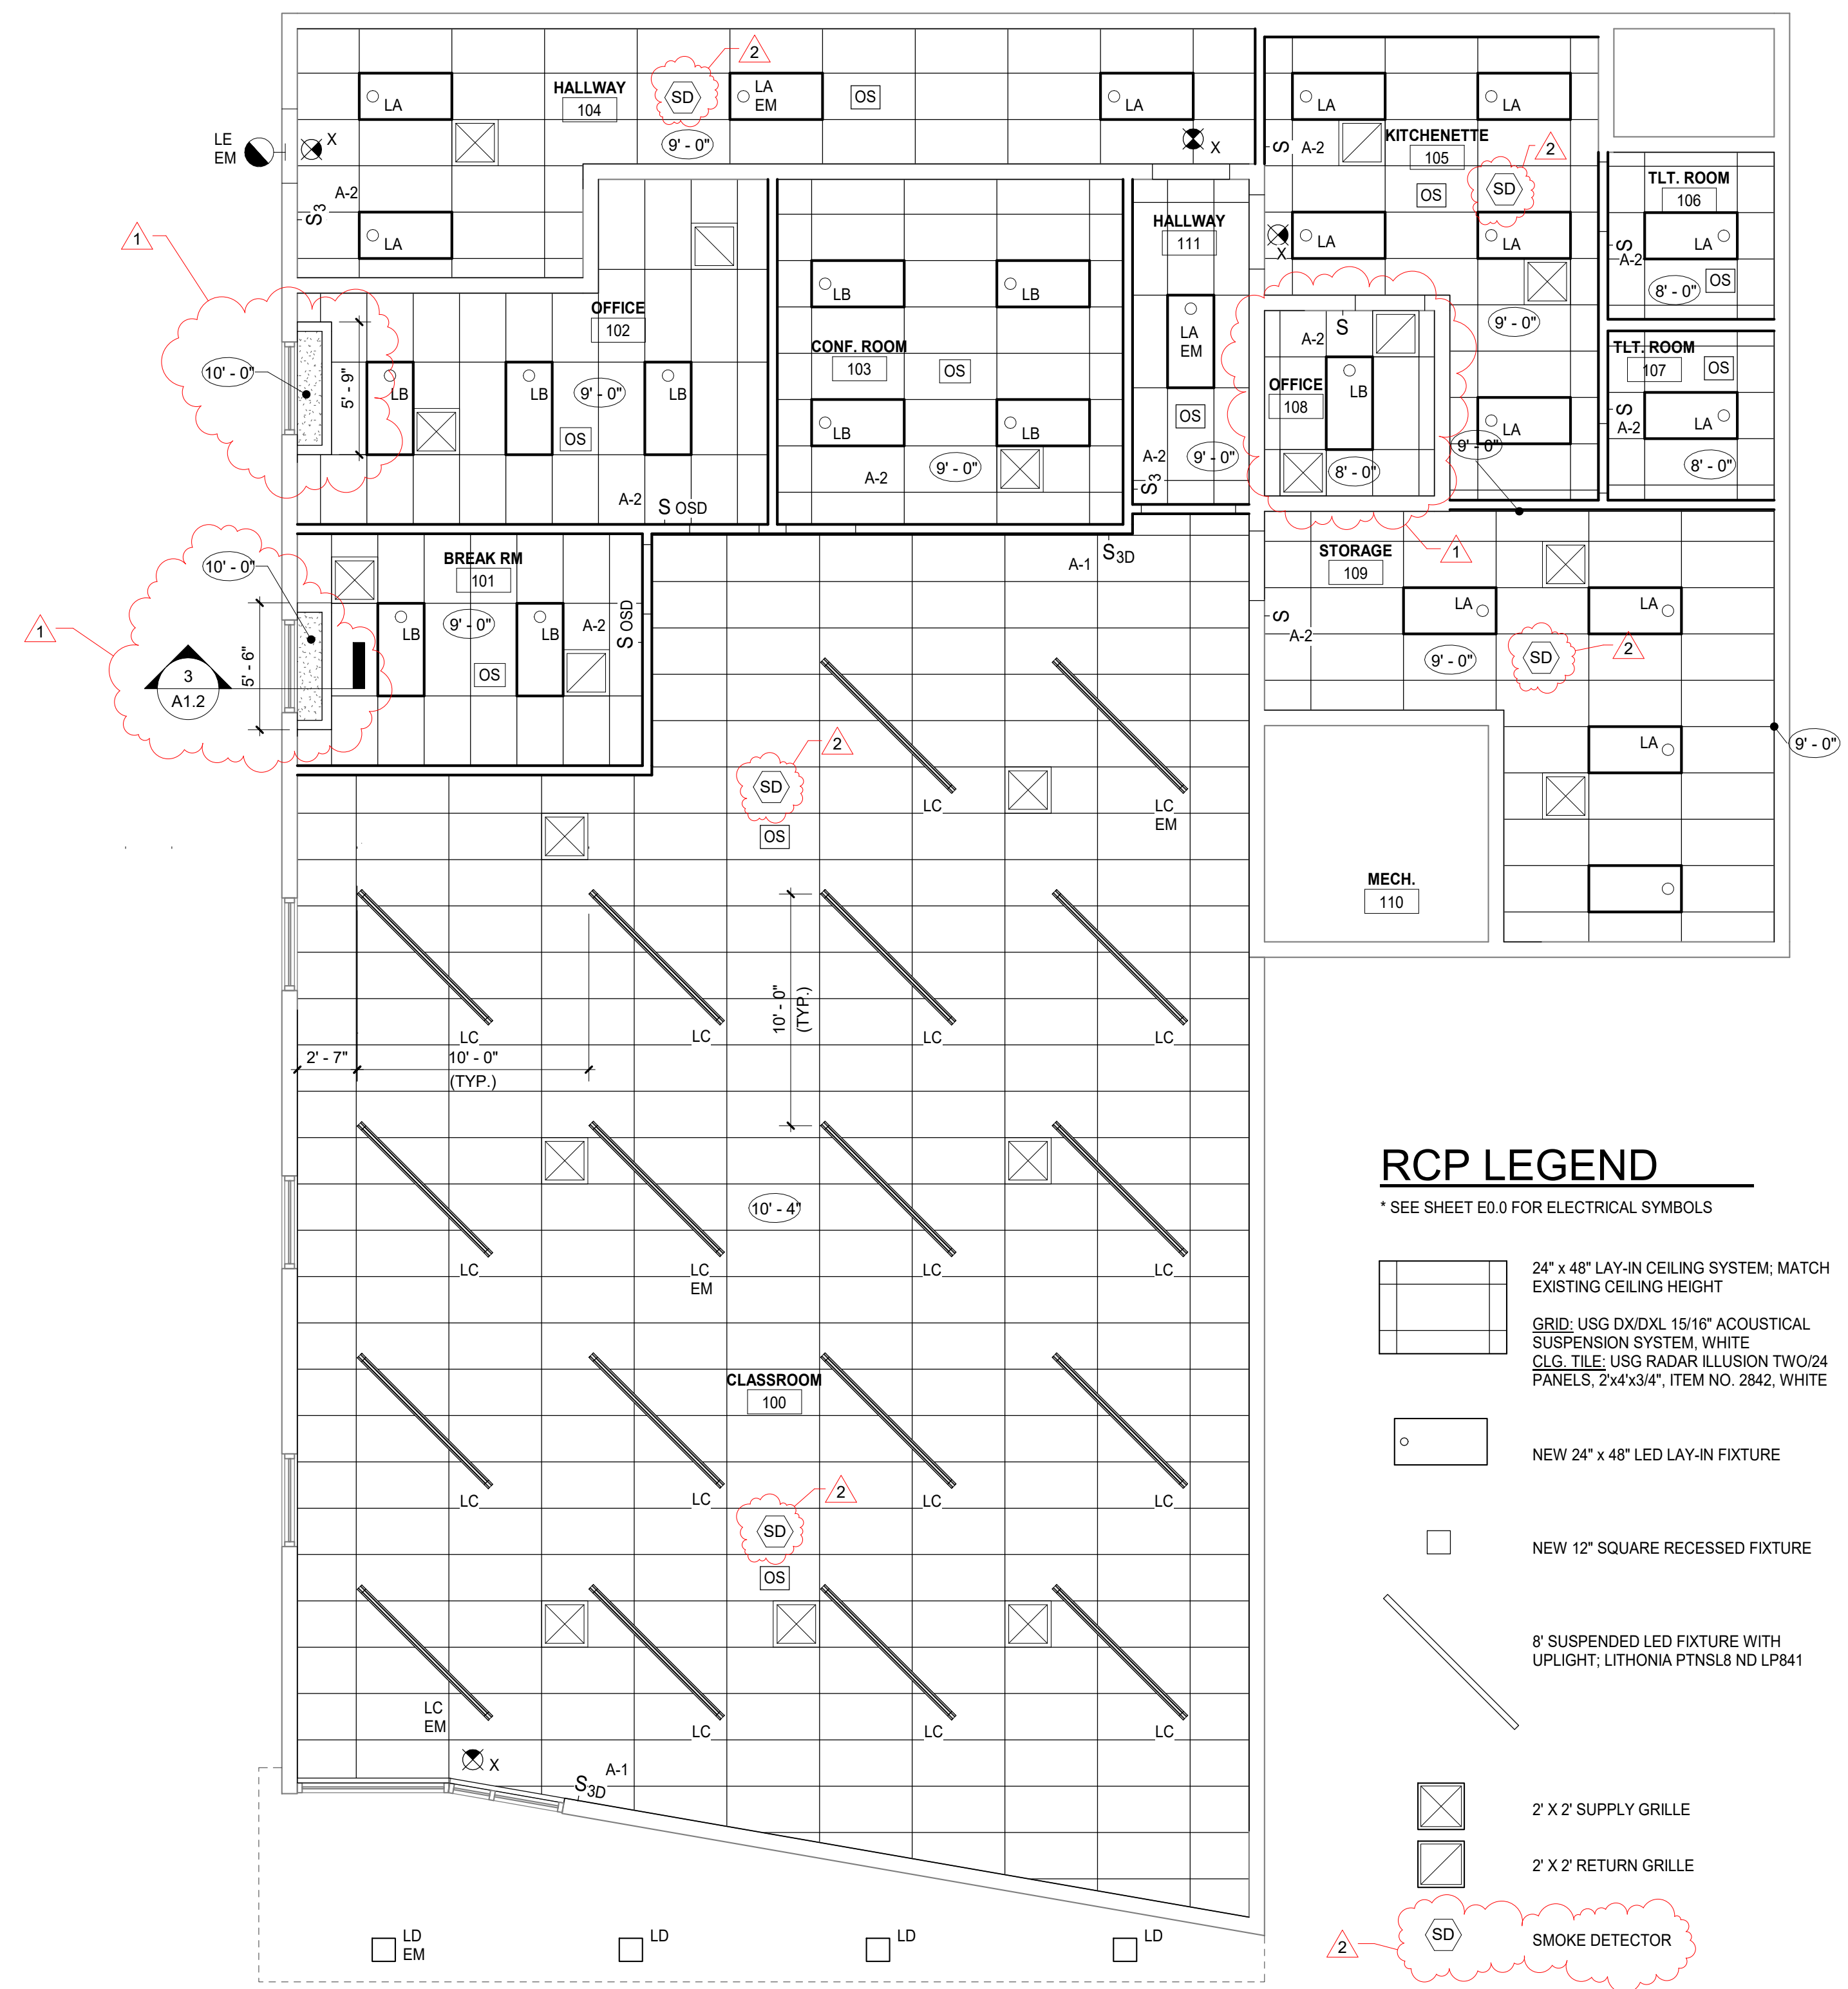 2
HALLWAY
104
SD
LA
LA
EM
OS
LA
LA
LA
9' - 0"
LE
EM
X
X
A-2
S3
LA
S
A-2
KITCHENETTE
105
2
SD
OS
LA
LA
X
9' - 0"
LA
9' - 0"
TLT. ROOM
106
S
A-2
LA
8' - 0"
OS
TLT. ROOM
107
OS
S
A-2
LA
8' - 0"
1
10' - 0"
5' - 9"
OFFICE
102
LB
LB
9' - 0"
LB
OS
A-2
S OSD
LB
LB
CONF. ROOM
103
OS
LB
LB
A-2
9' - 0"
HALLWAY
111
LA
EM
OS
A-2
9' - 0"
S3
S
A-2
OFFICE
108
LB
8' - 0"
1
10' - 0"
1
5' - 6"
3
A1.2
BREAK RM
101
9' - 0"
LB
LB
A-2
OS
S OSD
A-1
S3D
STORAGE
109
S
A-2
LA
LA
9' - 0"
SD
2
LA
9' - 0"
MECH.
110
2
SD
OS
LC
LC
EM
LC
LC
LC
LC
2' - 7"
10' - 0"
(TYP.)
10' - 0"
(TYP.)
10' - 4"
LC
LC
EM
LC
LC
CLASSROOM
100
LC
LC
LC
LC
2
SD
OS
LC
EM
LC
LC
LC
X
A-1
S3D
LD
EM
LD
LD
LD
RCP LEGEND
* SEE SHEET E0.0 FOR ELECTRICAL SYMBOLS
24" x 48" LAY-IN CEILING SYSTEM; MATCH
EXISTING CEILING HEIGHT
GRID: USG DX/DXL 15/16" ACOUSTICAL
SUSPENSION SYSTEM, WHITE
CLG. TILE: USG RADAR ILLUSION TWO/24
PANELS, 2'x4'x3/4", ITEM NO. 2842, WHITE
NEW 24" x 48" LED LAY-IN FIXTURE
NEW 12" SQUARE RECESSED FIXTURE
8' SUSPENDED LED FIXTURE WITH
UPLIGHT; LITHONIA PTNSL8 ND LP841
2' X 2' SUPPLY GRILLE
2' X 2' RETURN GRILLE
2
SD
SMOKE DETECTOR